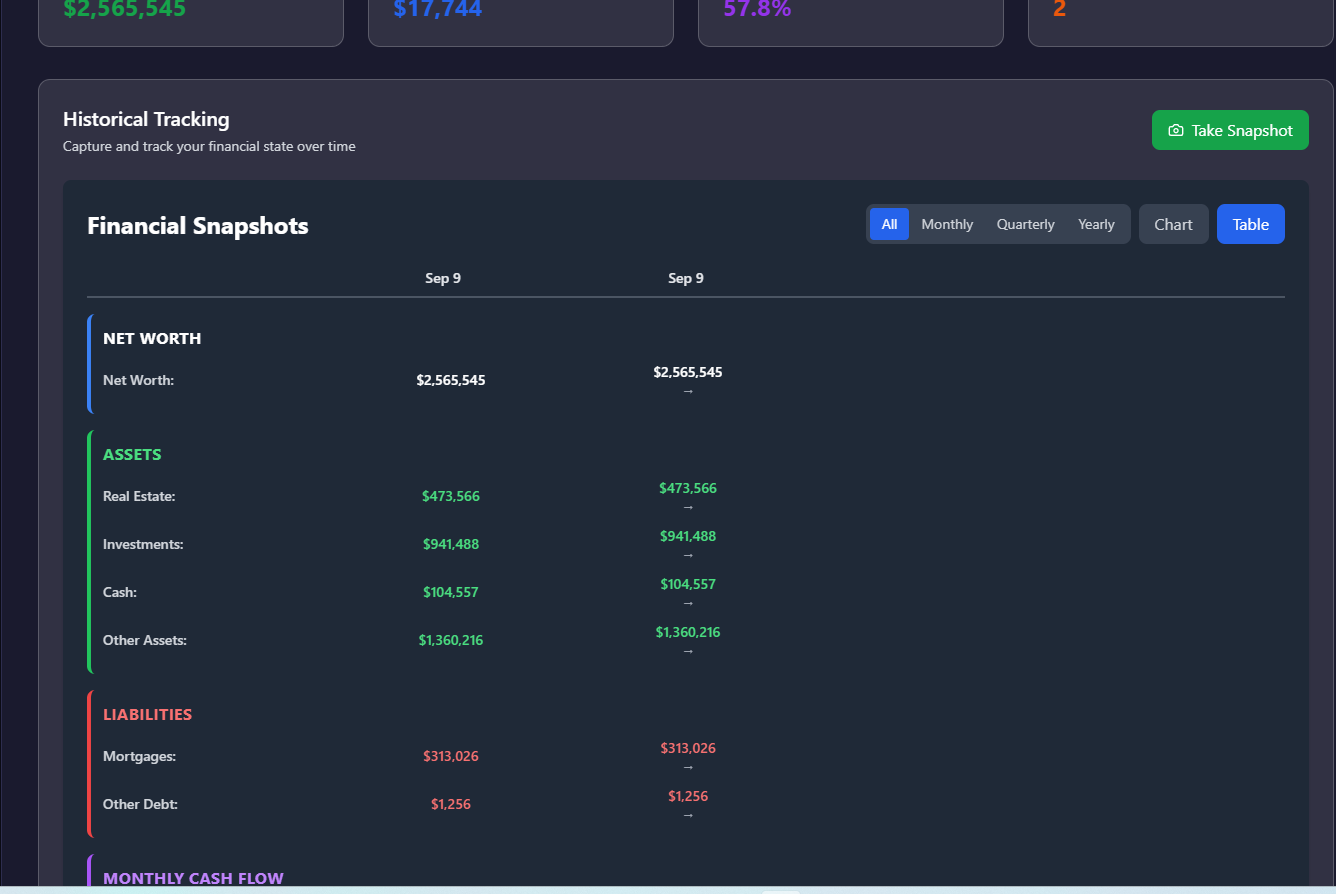 $2,565,545 $17,744 57.8% 2
Historical Tracking
Capture and track your financial state over time
Take Snapshot
Financial Snapshots
All Monthly Quarterly Yearly Chart Table
Sep 9 Sep 9
NET WORTH
Net Worth: $2,565,545 $2,565,545
→
ASSETS
Real Estate: $473,566 $473,566
→
Investments: $941,488 $941,488
→
Cash: $104,557 $104,557
→
Other Assets: $1,360,216 $1,360,216
→
LIABILITIES
Mortgages: $313,026 $313,026
→
Other Debt: $1,256 $1,256
→
MONTHLY CASH FLOW